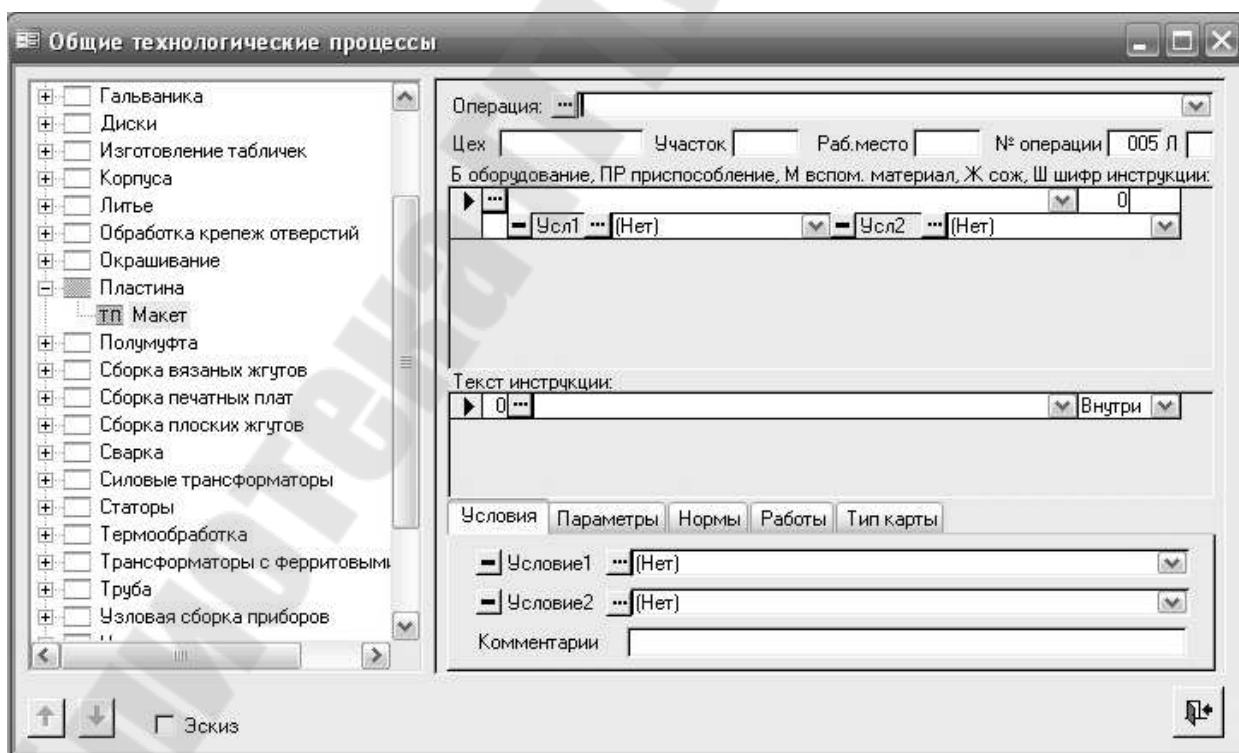 Общие технологические процессы
Гальваника
Диски
Изготовление табличек
Корпуса
Литье
Обработка крепеж отверстий
Окрашивание
Пластина
ТП Макет
Полумуфта
Сборка вязаных жгутов
Сборка печатных плат
Сборка плоских жгутов
Сварка
Силовые трансформаторы
Статоры
Термообработка
Трансформаторы с ферритовыми
Труба
Узловая сборка приборов
Эскиз
Операция: ...
Цех Участок Раб.место № операции 005 Л
Б оборудование, ПР приспособление, М вспом. материал, Ж сож, Ш шифр инструкции:
... 0
Усл1 ... (Нет) Усл2 ... (Нет)
Текст инструкции:
0 ... Внутри
Условия Параметры Нормы Работы Тип карты
Условие1 ... (Нет)
Условие2 ... (Нет)
Комментарии